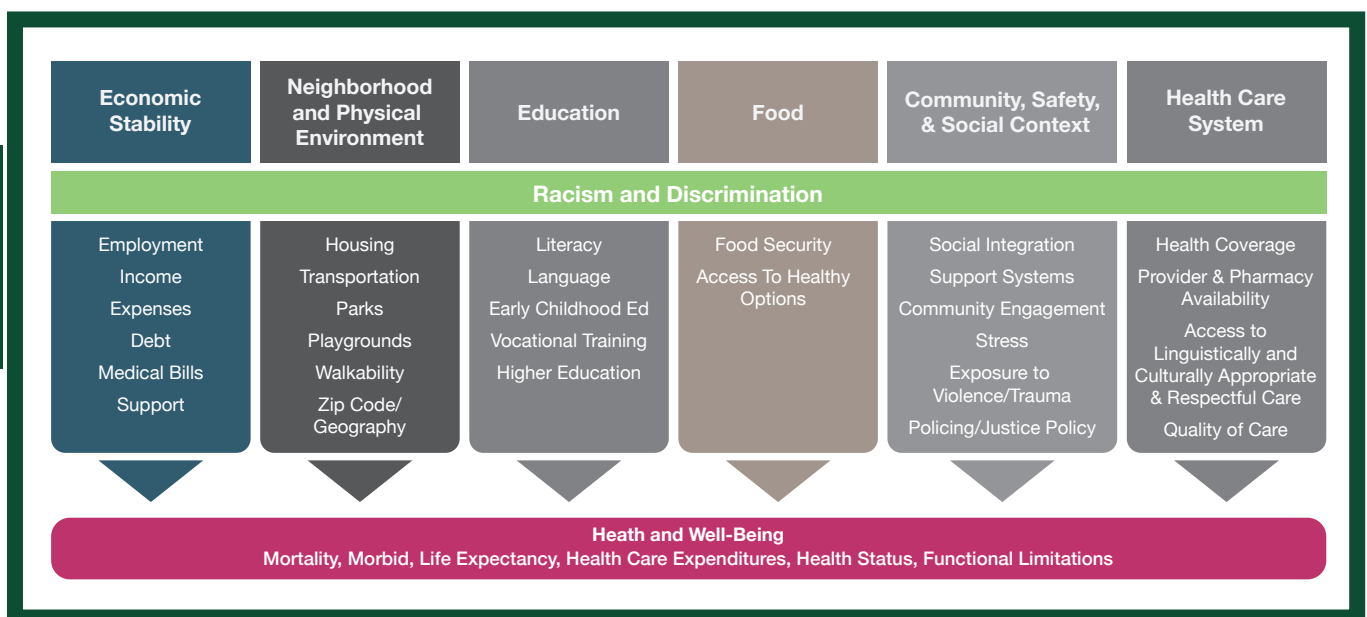 Economic
Stability
Neighborhood
and Physical
Environment
Education
Food
Community, Safety,
& Social Context
Health Care
System
Racism and Discrimination
Employment
Income
Expenses
Debt
Medical Bills
Support
Housing
Transportation
Parks
Playgrounds
Walkability
Zip Code/
Geography
Literacy
Language
Early Childhood Ed
Vocational Training
Higher Education
Food Security
Access To Healthy
Options
Social Integration
Support Systems
Community Engagement
Stress
Exposure to
Violence/Trauma
Policing/Justice Policy
Health Coverage
Provider & Pharmacy
Availability
Access to
Linguistically and
Culturally Appropriate
& Respectful Care
Quality of Care
Heath and Well-Being
Mortality, Morbid, Life Expectancy, Health Care Expenditures, Health Status, Functional Limitations